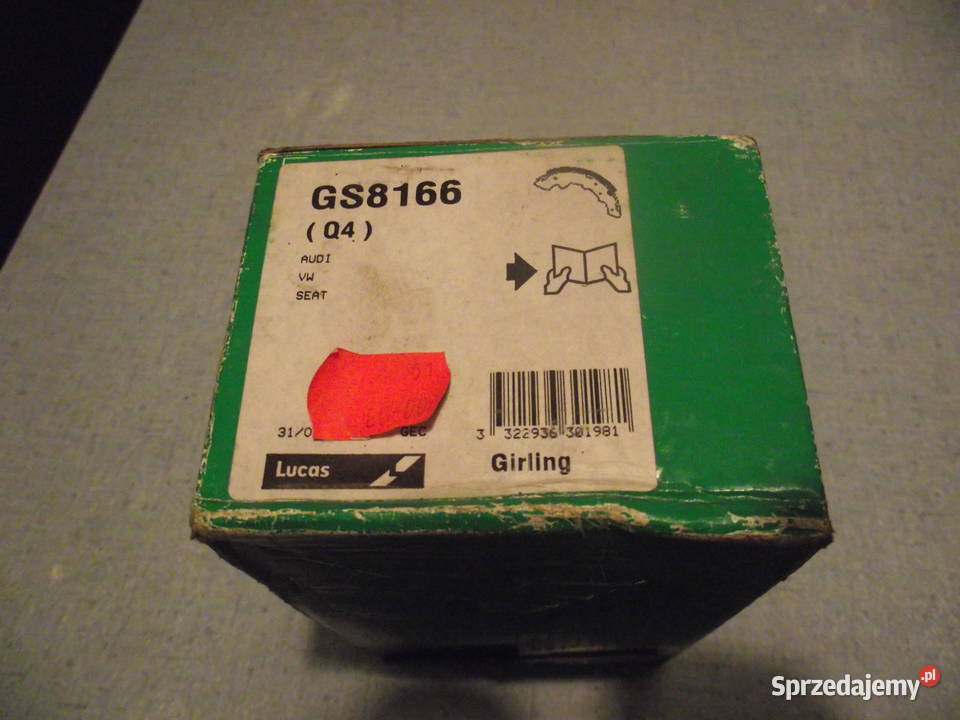 GS8166
( Q4 )
AUDI
VW
SEAT
31/0
GEC
3 322936 301981
Lucas
Girling
Sprzedajemy.pl